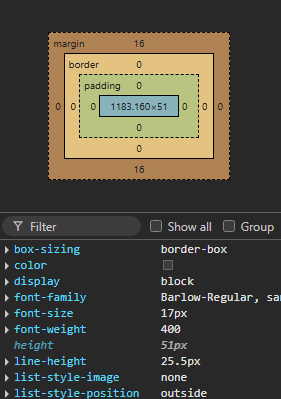 margin 16
border 0
padding 0
0 0 0 1183.160×51 0 0 0
0
0
16
Filter Show all Group
box-sizing border-box
color
display block
font-family Barlow-Regular, san
font-size 17px
font-weight 400
height 51px
line-height 25.5px
list-style-image none
list-style-position outside